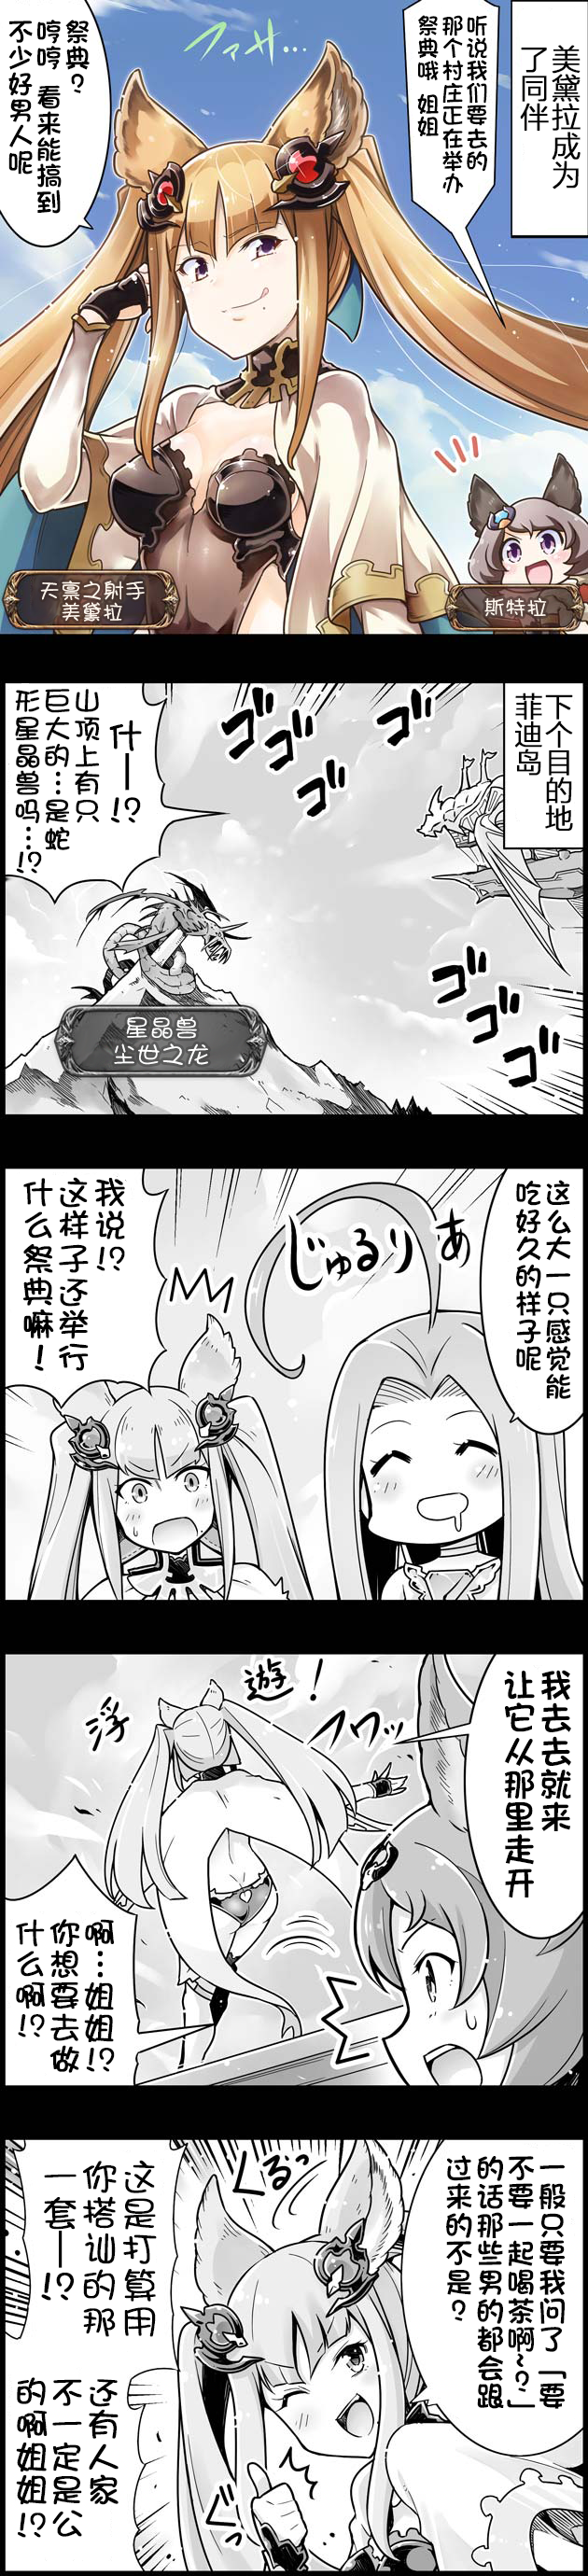 美黛拉成为
了同伴
听说我们要去的
那个村庄正在举办
祭典哦 姐姐
ファサ…
祭典？
哼哼 看来能搞到
不少好男人呢
天禀之射手
美黛拉
斯特拉
下个目的地
菲迪岛
ゴゴゴ
ゴゴゴ
什—!?
山顶上有只
巨大的…是蛇
形星晶兽吗…!?
星晶兽
尘世之龙
这么大一只感觉能
吃好久的样子呢
あ
じゅるり
我说!?
这样子还举行
什么祭典嘛！
我去去就来
让它从那里走开
遊！
浮
フワッ
啊…姐姐!?
你想要去做
什么啊!?
一般只要我问了「要
不要一起喝茶啊~？」
的话那些男的都会跟
过来的不是？
くるっ
ぐっ
这是打算用
你搭讪的那
一套—!?
还有人家
不一定是公
的啊姐姐!?